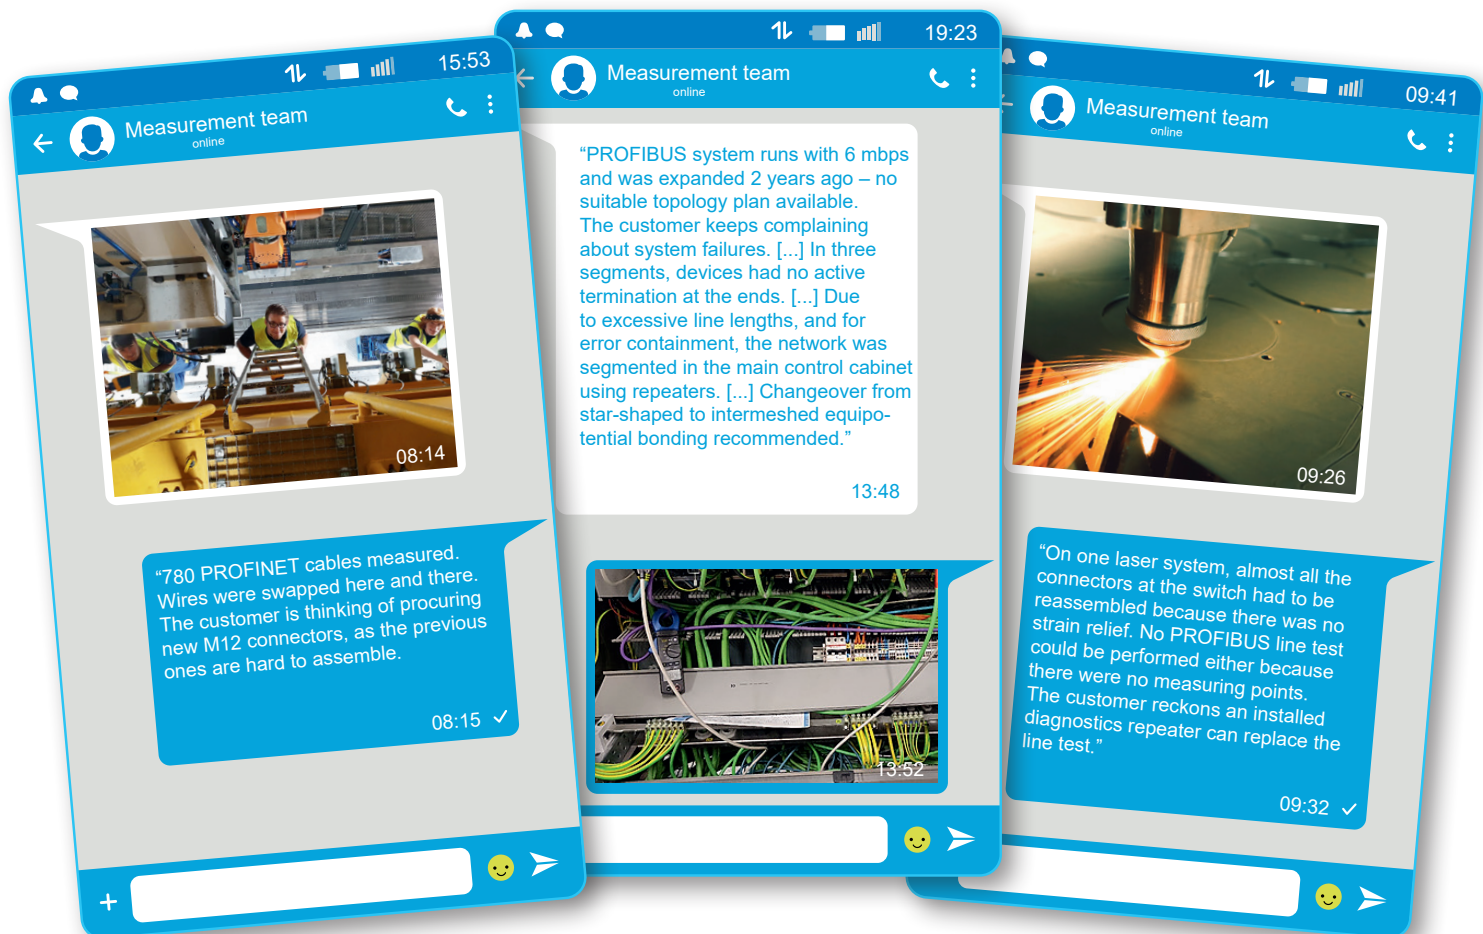 15:53
Measurement team
online
08:14
“780 PROFINET cables measured.
Wires were swapped here and there.
The customer is thinking of procuring
new M12 connectors, as the previous
ones are hard to assemble.
08:15
19:23
Measurement team
online
“PROFIBUS system runs with 6 mbps
and was expanded 2 years ago – no
suitable topology plan available.
The customer keeps complaining
about system failures. [...] In three
segments, devices had no active
termination at the ends. [...] Due
to excessive line lengths, and for
error containment, the network was
segmented in the main control cabinet
using repeaters. [...] Changeover from
star-shaped to intermeshed equipo-
tential bonding recommended.”
13:48
13:52
09:41
Measurement team
online
09:26
“On one laser system, almost all the
connectors at the switch had to be
reassembled because there was no
strain relief. No PROFIBUS line test
could be performed either because
there were no measuring points.
The customer reckons an installed
diagnostics repeater can replace the
line test.”
09:32